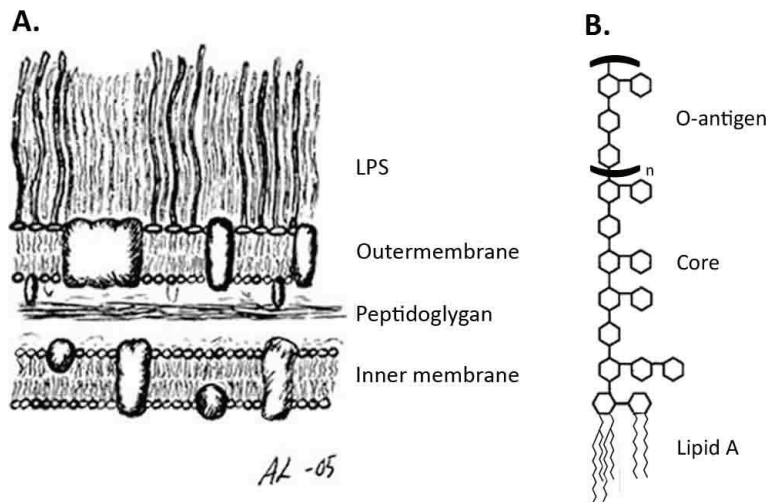 A.
LPS
Outermembrane
Peptidoglygan
Inner membrane
AL -05
B.
O-antigen
n
Core
Lipid A